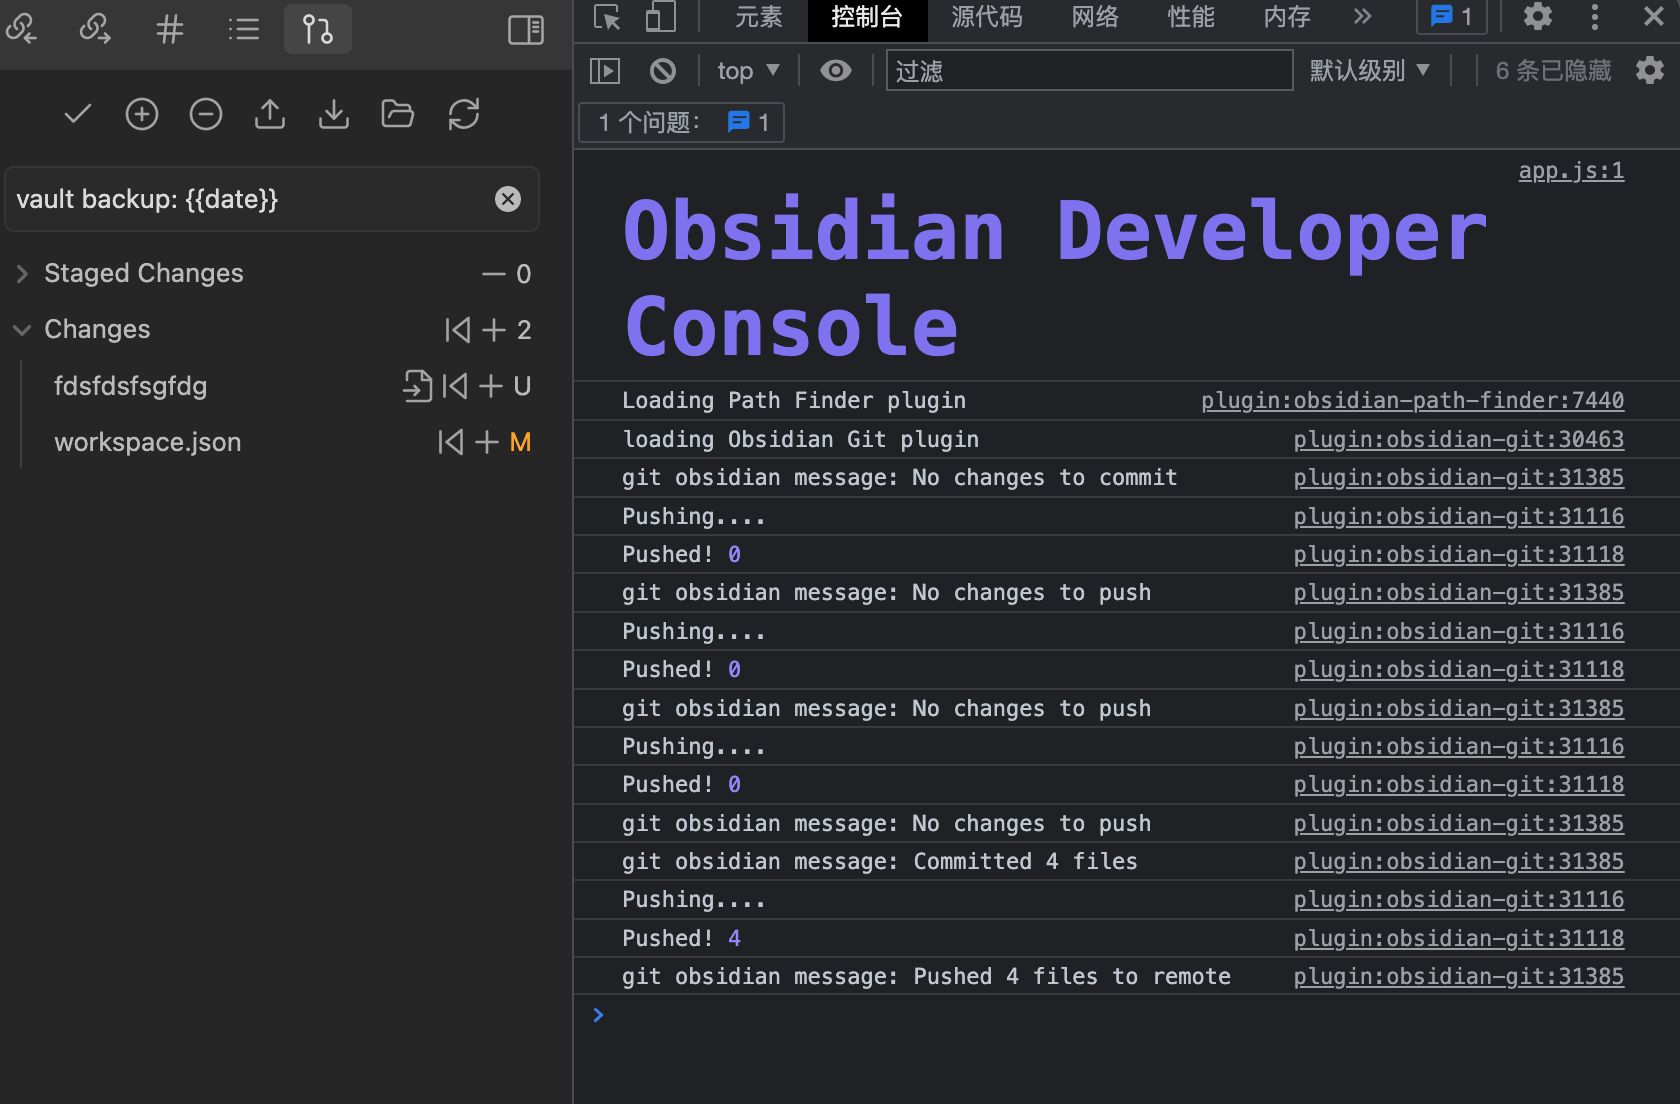 vault backup: {{date}}
Staged Changes 0
Changes 2
fdsfdsfsgfdg U
workspace.json M
元素 控制台 源代码 网络 性能 内存 1
top 过滤 默认级别 6 条已隐藏
1 个问题: 1
app.js:1
Obsidian Developer
Console
Loading Path Finder plugin plugin:obsidian-path-finder:7440
loading Obsidian Git plugin plugin:obsidian-git:30463
git obsidian message: No changes to commit plugin:obsidian-git:31385
Pushing.... plugin:obsidian-git:31116
Pushed! 0 plugin:obsidian-git:31118
git obsidian message: No changes to push plugin:obsidian-git:31385
Pushing.... plugin:obsidian-git:31116
Pushed! 0 plugin:obsidian-git:31118
git obsidian message: No changes to push plugin:obsidian-git:31385
Pushing.... plugin:obsidian-git:31116
Pushed! 0 plugin:obsidian-git:31118
git obsidian message: No changes to push plugin:obsidian-git:31385
git obsidian message: Committed 4 files plugin:obsidian-git:31385
Pushing.... plugin:obsidian-git:31116
Pushed! 4 plugin:obsidian-git:31118
git obsidian message: Pushed 4 files to remote plugin:obsidian-git:31385